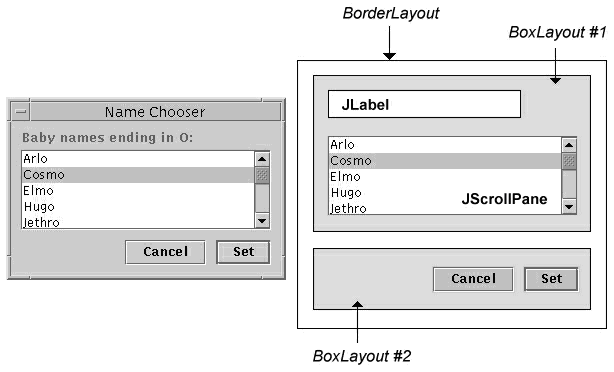 Name Chooser
Baby names ending in O:
Arlo
Cosmo
Elmo
Hugo
Jethro
Cancel
Set
BorderLayout
BoxLayout #1
JLabel
Arlo
Cosmo
Elmo
Hugo
Jethro
JScrollPane
Cancel
Set
BoxLayout #2